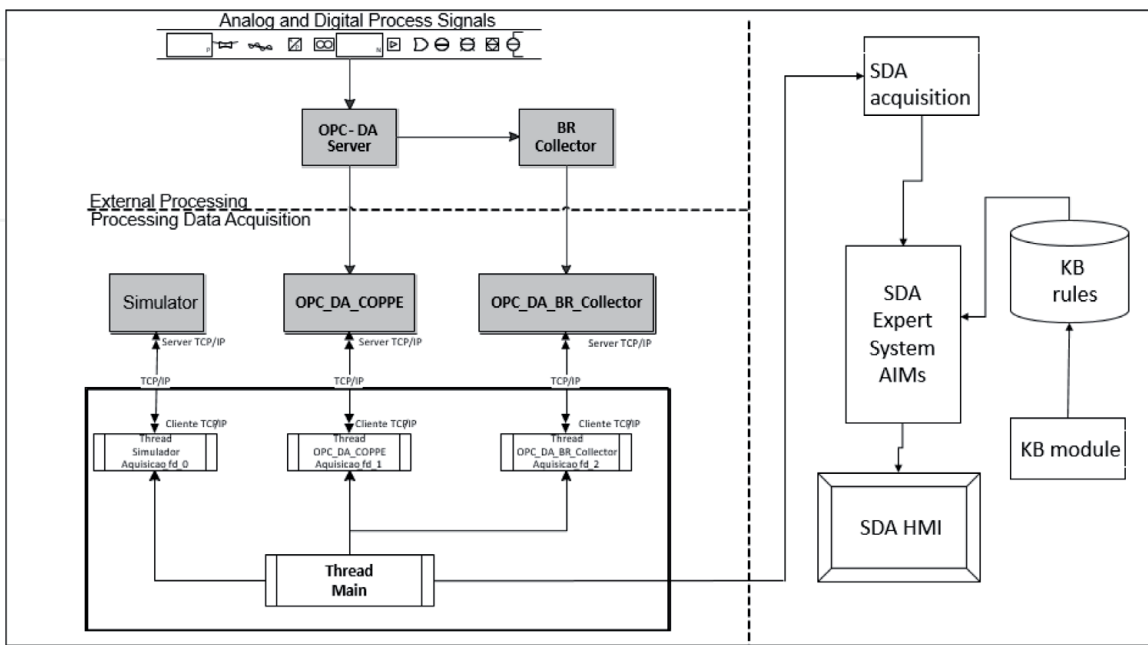 Analog and Digital Process Signals
P
N
OPC-DA
Server
BR
Collector
External Processing
Processing Data Acquisition
Simulator
OPC_DA_COPPE
OPC_DA_BR_Collector
Server TCP/IP
Server TCP/IP
Server TCP/IP
TCP/IP
TCP/IP
TCP/IP
Cliente TCP/IP
Cliente TCP/IP
Cliente TCP/IP
Thread
Simulador
Aquisicao fd_0
Thread
OPC_DA_COPPE
Aquisicao fd_1
Thread
OPC_DA_BR_Collector
Aquisicao fd_2
Thread
Main
SDA
acquisition
SDA
Expert
System
AIMs
KB
rules
KB module
SDA HMI